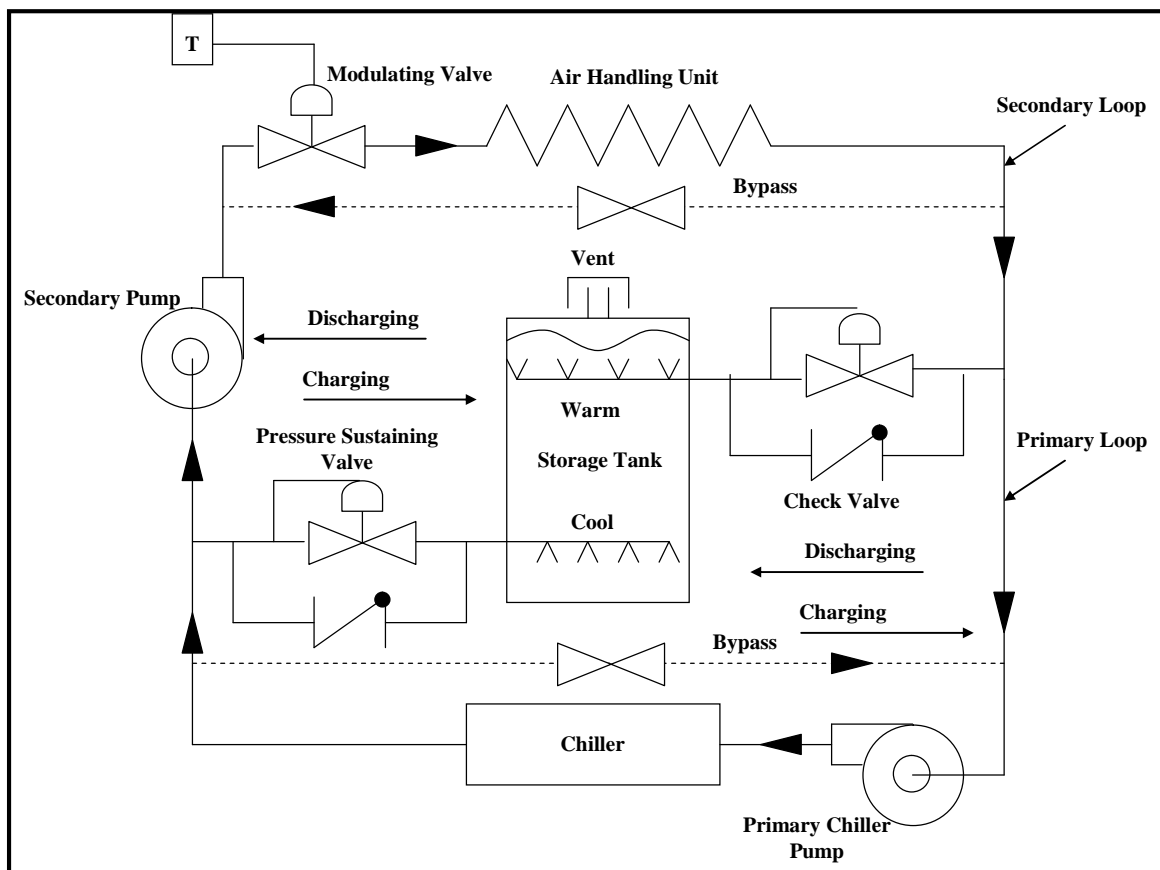 T
Modulating Valve
Air Handling Unit
Secondary Loop
Bypass
Vent
Secondary Pump
Discharging
Charging
Warm
Pressure Sustaining
Valve
Storage Tank
Primary Loop
Check Valve
Cool
Discharging
Charging
Bypass
Chiller
Primary Chiller
Pump